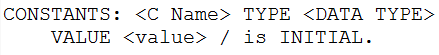 CONSTANTS: <C Name> TYPE <DATA TYPE>
VALUE <value> / is INITIAL.